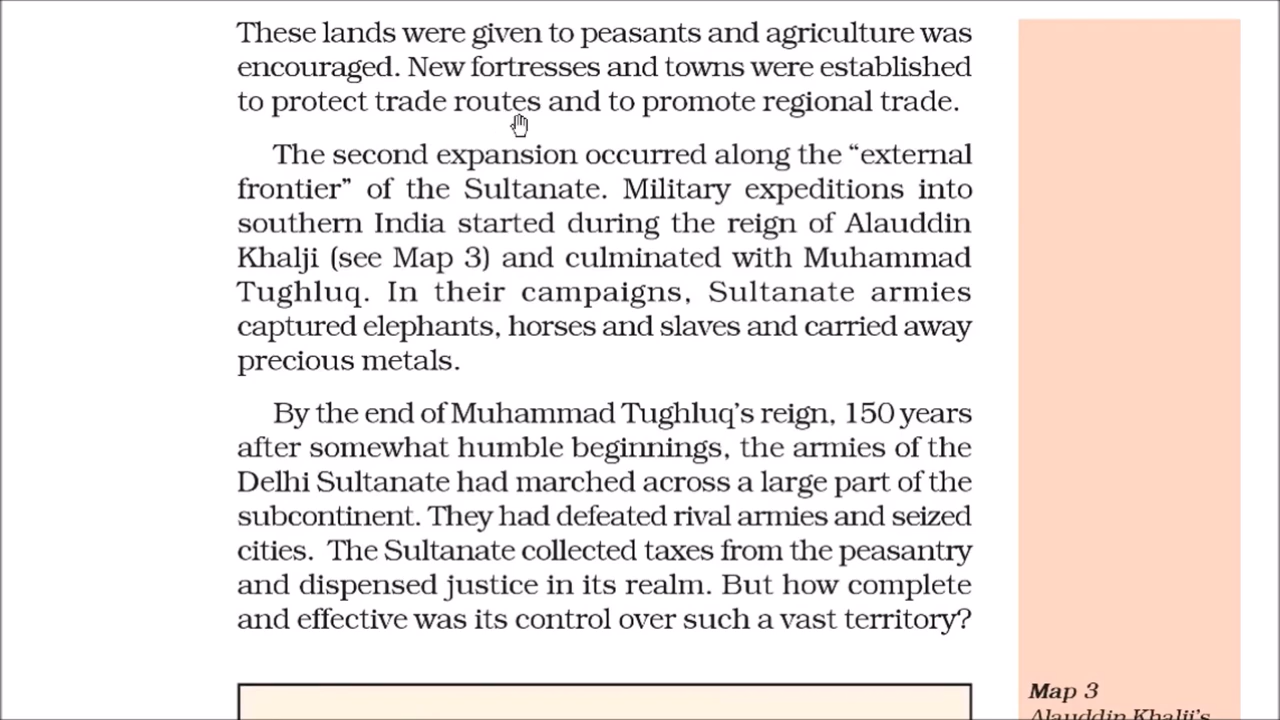 These lands were given to peasants and agriculture was
encouraged. New fortresses and towns were established
to protect trade routes and to promote regional trade.
The second expansion occurred along the “external
frontier” of the Sultanate. Military expeditions into
southern India started during the reign of Alauddin
Khalji (see Map 3) and culminated with Muhammad
Tughluq. In their campaigns, Sultanate armies
captured elephants, horses and slaves and carried away
precious metals.
By the end of Muhammad Tughluq’s reign, 150 years
after somewhat humble beginnings, the armies of the
Delhi Sultanate had marched across a large part of the
subcontinent. They had defeated rival armies and seized
cities. The Sultanate collected taxes from the peasantry
and dispensed justice in its realm. But how complete
and effective was its control over such a vast territory?
Map 3
Alauddin Khalji’s